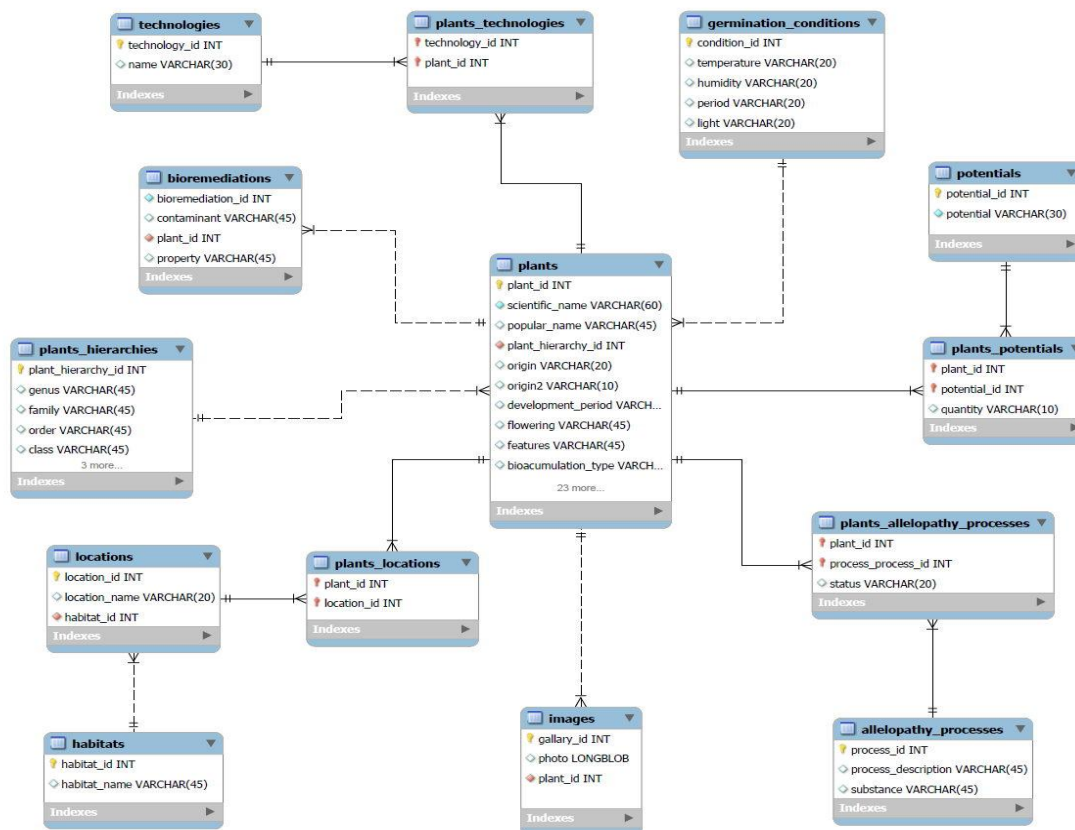 technologies
technology_id INT
name VARCHAR(30)
Indexes
plants_technologies
technology_id INT
plant_id INT
Indexes
germination_conditions
condition_id INT
temperature VARCHAR(20)
humidity VARCHAR(20)
period VARCHAR(20)
light VARCHAR(20)
Indexes
bioremediations
bioremediation_id INT
contaminant VARCHAR(45)
plant_id INT
property VARCHAR(45)
Indexes
potentials
potential_id INT
potential VARCHAR(30)
Indexes
plants
plant_id INT
scientific_name VARCHAR(60)
popular_name VARCHAR(45)
plant_hierarchy_id INT
origin VARCHAR(20)
origin2 VARCHAR(10)
development_period VARCH...
flowering VARCHAR(45)
features VARCHAR(45)
bioacumulation_type VARCH...
23 more...
Indexes
plants_hierarchies
plant_hierarchy_id INT
genus VARCHAR(45)
family VARCHAR(45)
order VARCHAR(45)
class VARCHAR(45)
3 more...
Indexes
plants_potentials
plant_id INT
potential_id INT
quantity VARCHAR(10)
Indexes
plants_allelopathy_processes
plant_id INT
process_process_id INT
status VARCHAR(20)
Indexes
locations
location_id INT
location_name VARCHAR(20)
habitat_id INT
Indexes
plants_locations
plant_id INT
location_id INT
Indexes
images
gallary_id INT
photo LONGBLOB
plant_id INT
Indexes
allelopathy_processes
process_id INT
process_description VARCHAR(45)
substance VARCHAR(45)
Indexes
habitats
habitat_id INT
habitat_name VARCHAR(45)
Indexes